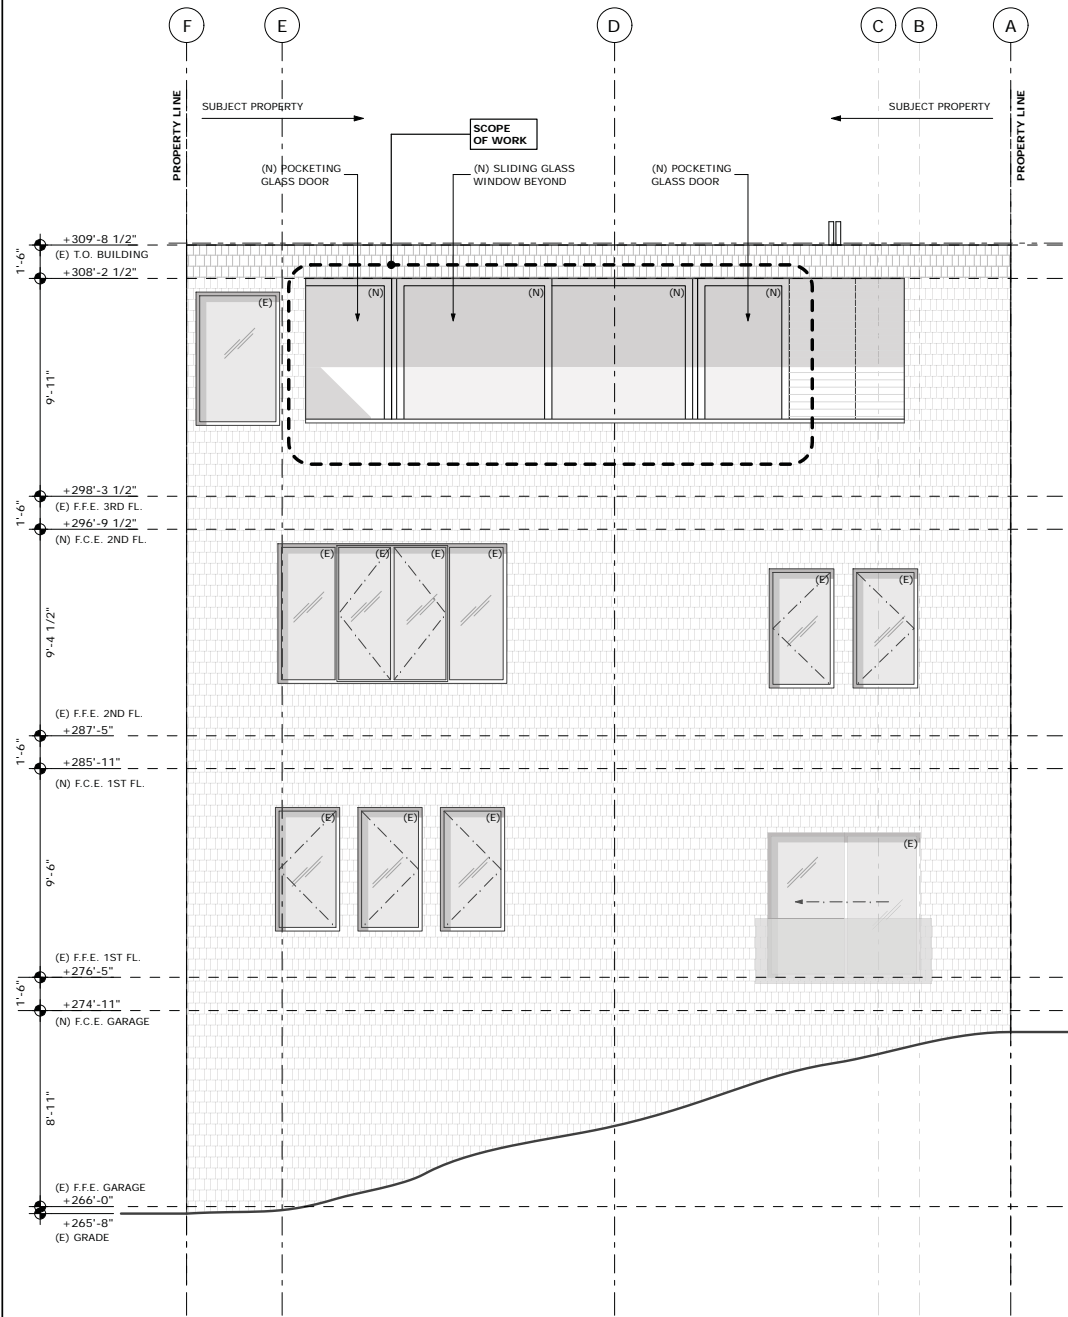 F E D C B A
PROPERTY LINE
SUBJECT PROPERTY
SUBJECT PROPERTY
PROPERTY LINE
SCOPE
OF WORK
(N) POCKETING
GLASS DOOR
(N) SLIDING GLASS
WINDOW BEYOND
(N) POCKETING
GLASS DOOR
+309'-8 1/2"
(E) T.O. BUILDING
1'-6"
+308'-2 1/2"
(E)
(N)
(N)
(N)
(N)
9'-11"
+298'-3 1/2"
(E) F.F.E. 3RD FL.
1'-6"
+296'-9 1/2"
(N) F.C.E. 2ND FL.
(E)
(E)
(E)
(E)
(E)
(E)
9'-4 1/2"
(E) F.F.E. 2ND FL.
+287'-5"
1'-6"
+285'-11"
(N) F.C.E. 1ST FL.
(E)
(E)
(E)
(E)
9'-6"
(E) F.F.E. 1ST FL.
+276'-5"
1'-6"
+274'-11"
(N) F.C.E. GARAGE
8'-11"
(E) F.F.E. GARAGE
+266'-0"
+265'-8"
(E) GRADE